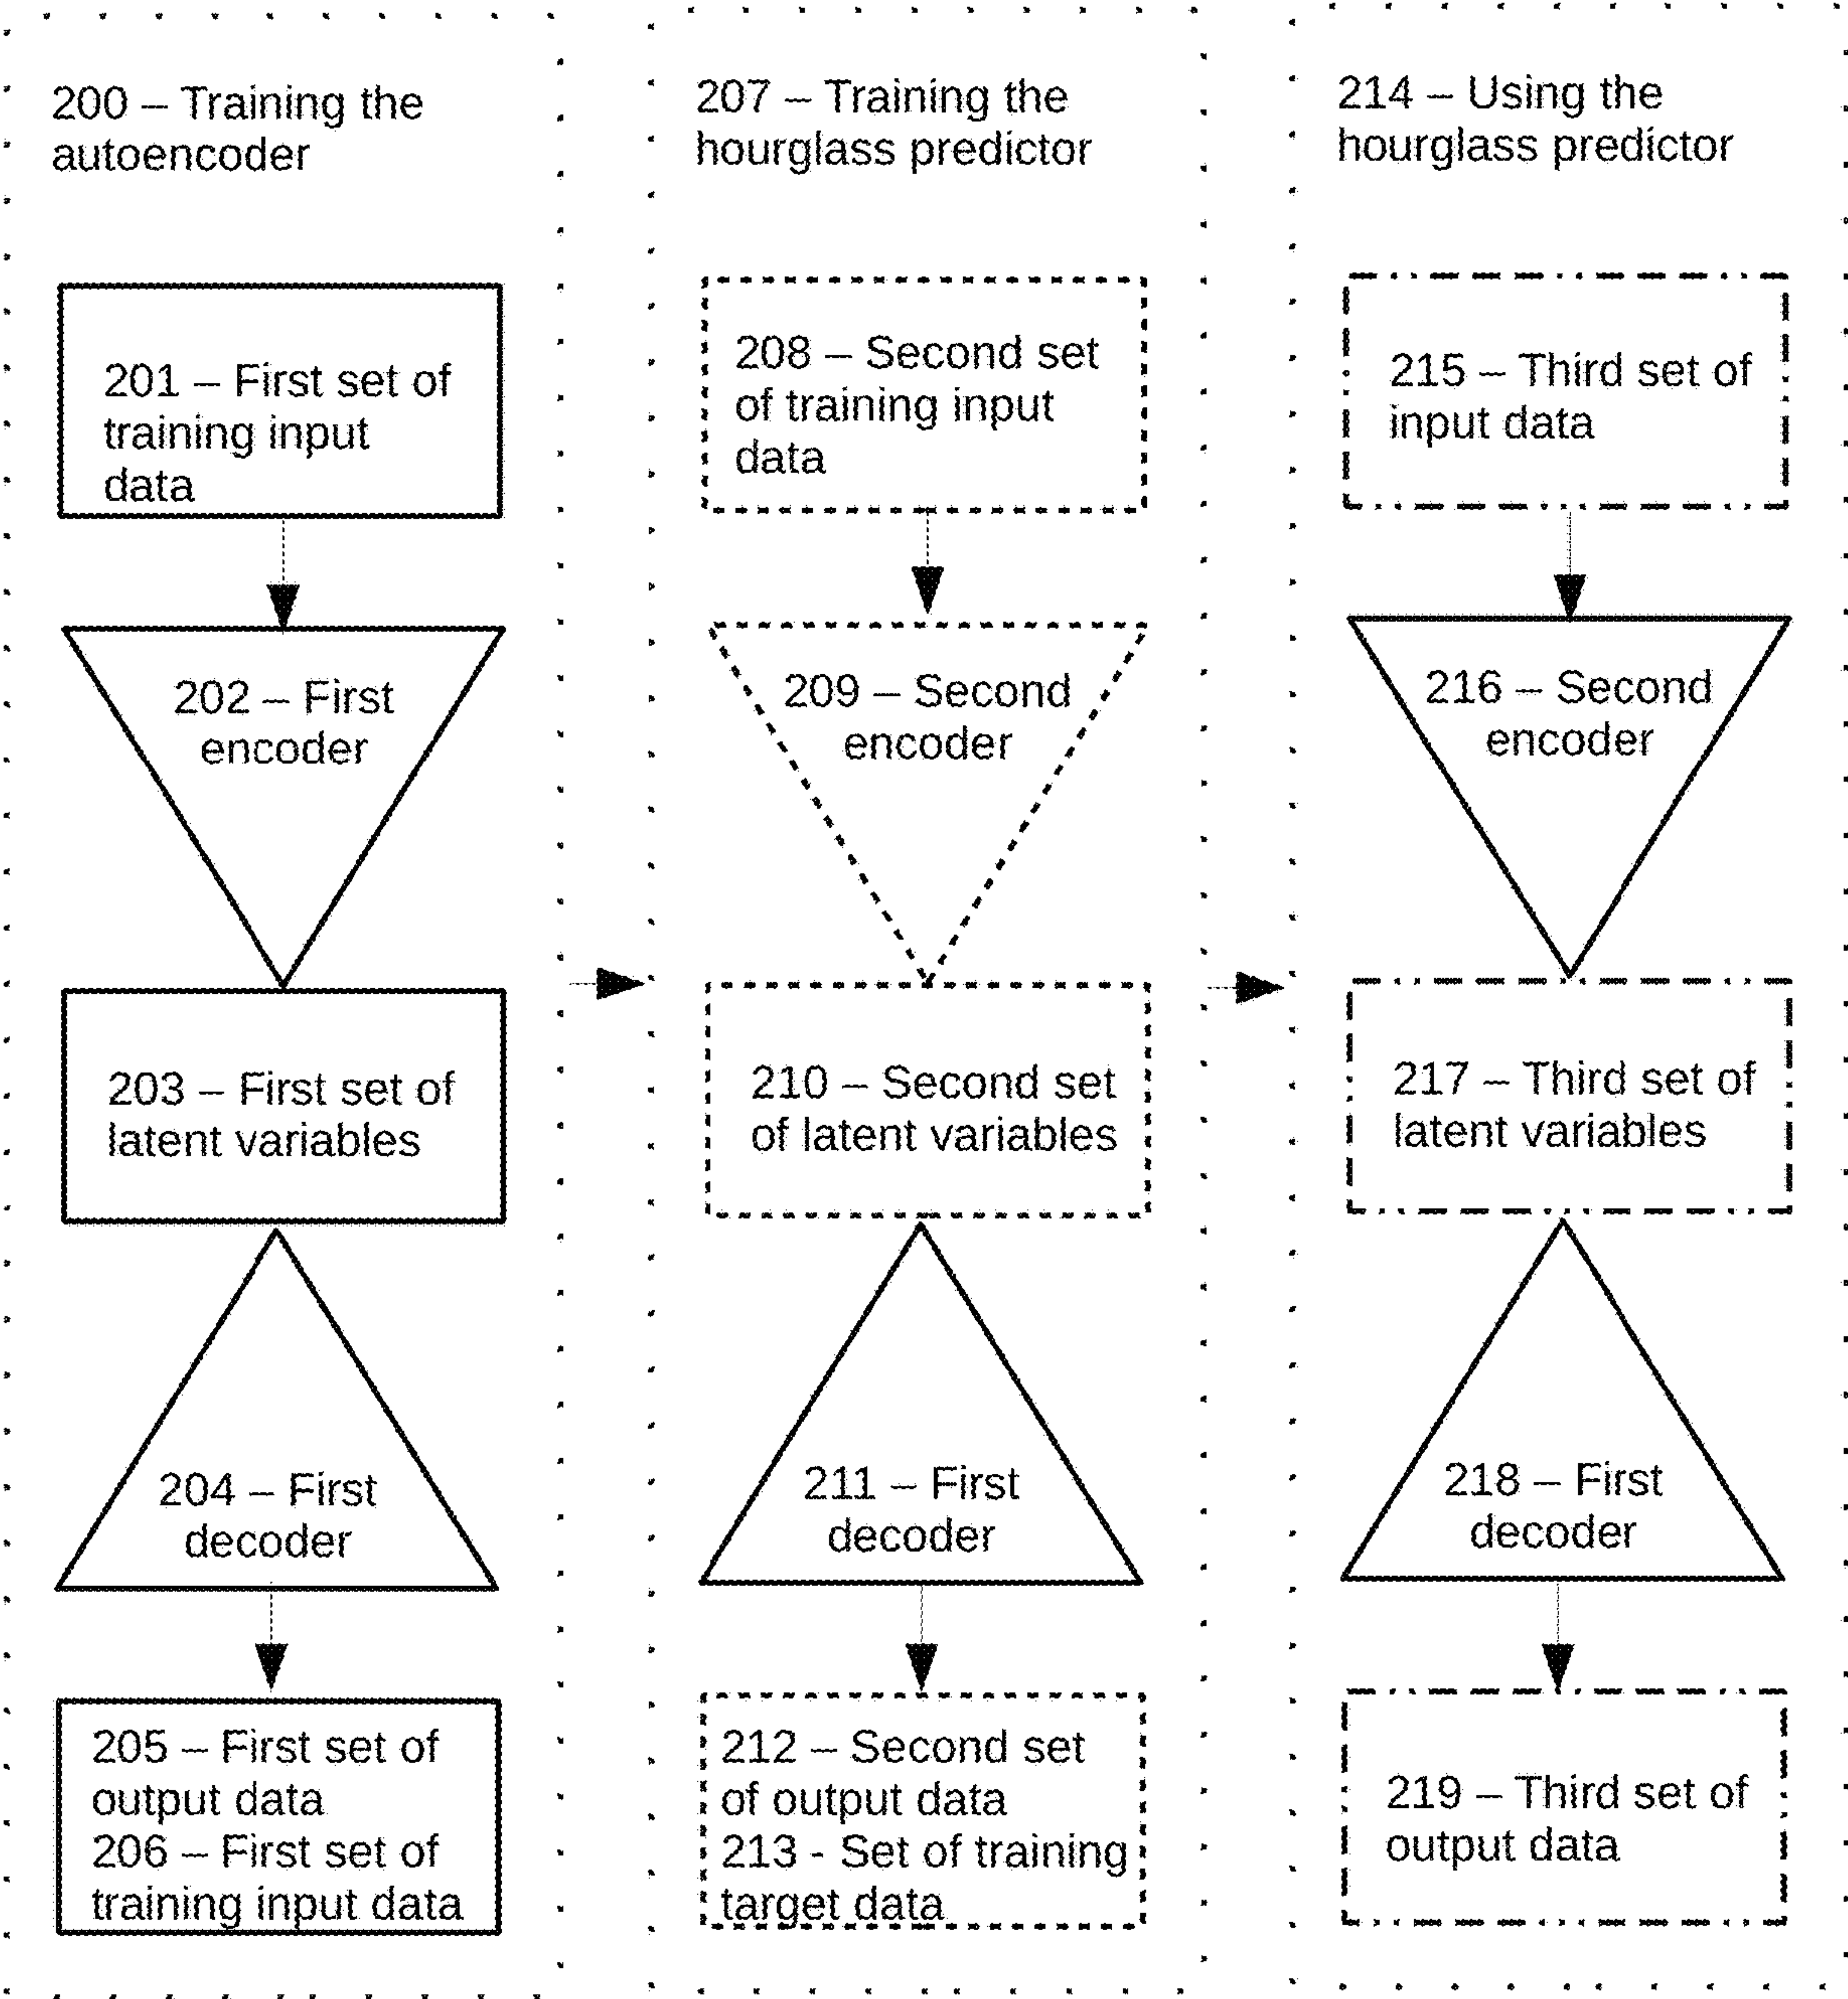 200 – Training the
autoencoder
201 – First set of
training input
data
202 – First
encoder
203 – First set of
latent variables
204 – First
decoder
205 – First set of
output data
206 – First set of
training input data
207 – Training the
hourglass predictor
208 – Second set
of training input
data
209 – Second
encoder
210 – Second set
of latent variables
211 – First
decoder
212 – Second set
of output data
213 - Set of training
target data
214 – Using the
hourglass predictor
215 – Third set of
input data
216 – Second
encoder
217 – Third set of
latent variables
218 – First
decoder
219 – Third set of
output data